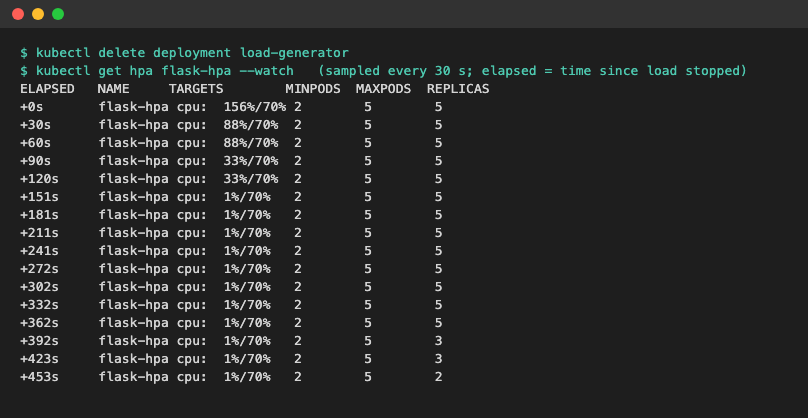 $ kubectl delete deployment load-generator
$ kubectl get hpa flask-hpa --watch   (sampled every 30 s; elapsed = time since load stopped)
ELAPSED   NAME     TARGETS        MINPODS  MAXPODS  REPLICAS
+0s       flask-hpa cpu:  156%/70% 2        5        5
+30s      flask-hpa cpu:  88%/70%  2        5        5
+60s      flask-hpa cpu:  88%/70%  2        5        5
+90s      flask-hpa cpu:  33%/70%  2        5        5
+120s     flask-hpa cpu:  33%/70%  2        5        5
+151s     flask-hpa cpu:  1%/70%   2        5        5
+181s     flask-hpa cpu:  1%/70%   2        5        5
+211s     flask-hpa cpu:  1%/70%   2        5        5
+241s     flask-hpa cpu:  1%/70%   2        5        5
+272s     flask-hpa cpu:  1%/70%   2        5        5
+302s     flask-hpa cpu:  1%/70%   2        5        5
+332s     flask-hpa cpu:  1%/70%   2        5        5
+362s     flask-hpa cpu:  1%/70%   2        5        5
+392s     flask-hpa cpu:  1%/70%   2        5        3
+423s     flask-hpa cpu:  1%/70%   2        5        3
+453s     flask-hpa cpu:  1%/70%   2        5        2